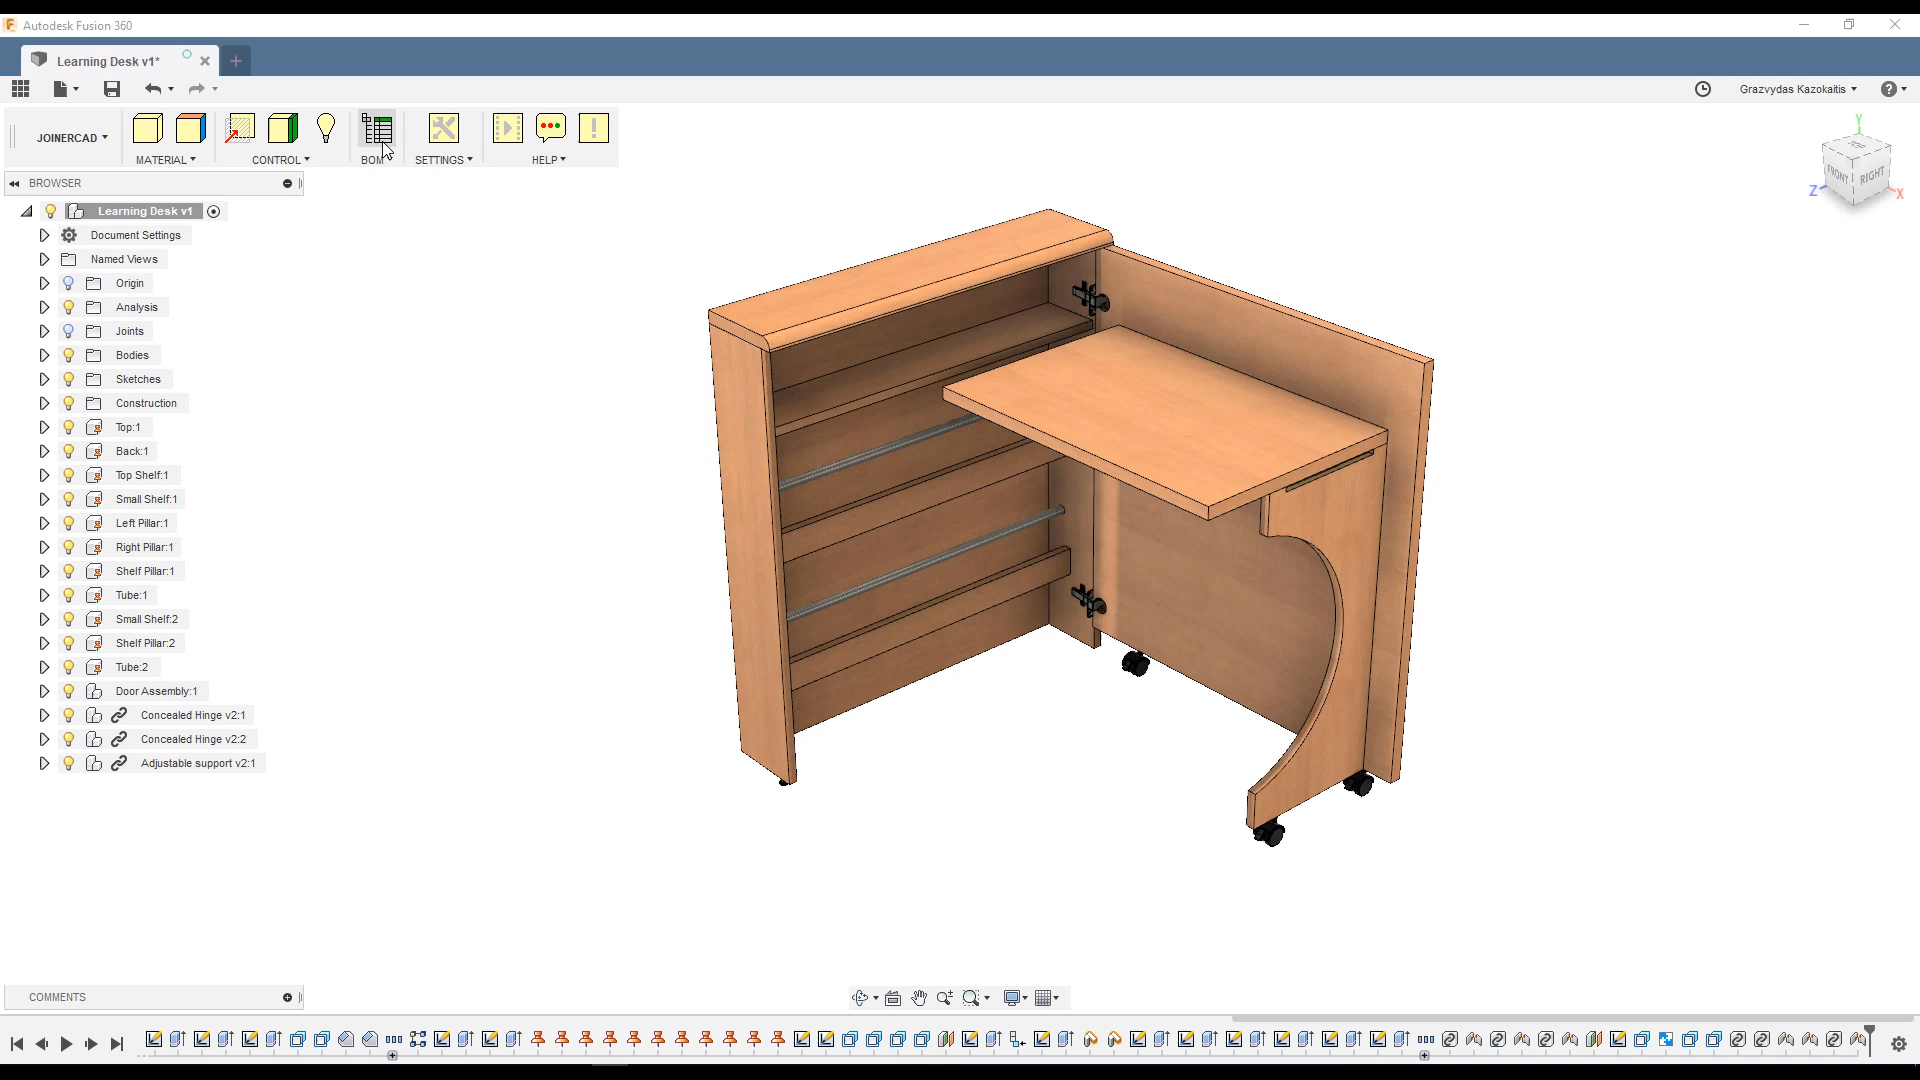 Autodesk Fusion 360
Learning Desk v1*
Grazvydas Kazokaitis
JOINERCAD
MATERIAL
CONTROL
BOM
SETTINGS
HELP
BROWSER
Learning Desk v1
Document Settings
Named Views
Origin
Analysis
Joints
Bodies
Sketches
Construction
Top:1
Back:1
Top Shelf:1
Small Shelf:1
Left Pillar:1
Right Pillar:1
Shelf Pillar:1
Tube:1
Small Shelf:2
Shelf Pillar:2
Tube:2
Door Assembly:1
Concealed Hinge v2:1
Concealed Hinge v2:2
Adjustable support v2:1
Y
TOP
FRONT
RIGHT
Z
X
COMMENTS